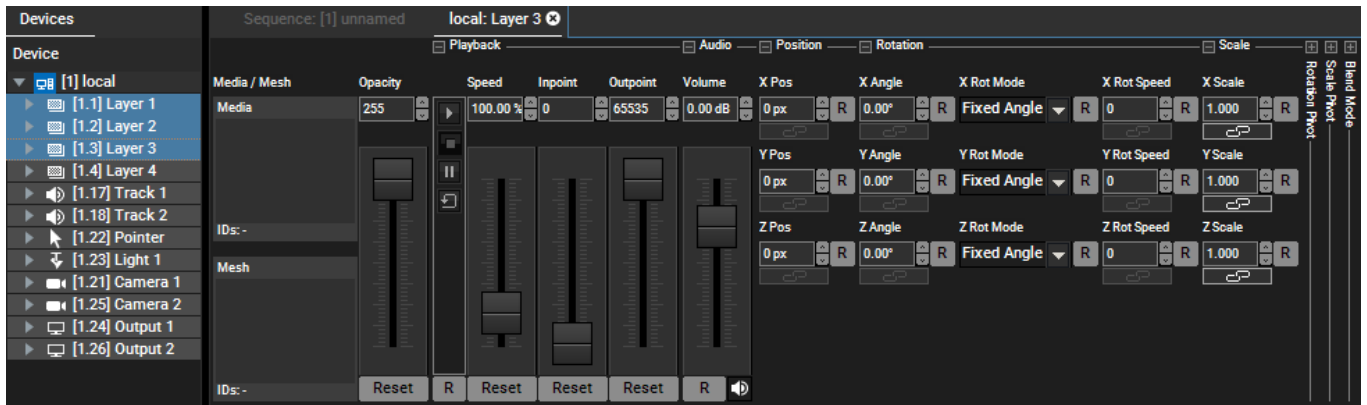 Devices
Sequence: [1] unnamed
local: Layer 3
Device
Playback
Audio
Position
Rotation
Scale
[1] local
Media / Mesh
Opacity
Speed
Inpoint
Outpoint
Volume
X Pos
X Angle
X Rot Mode
X Rot Speed
X Scale
[1.1] Layer 1
Media
255
100.00 %
0
65535
0.00 dB
0 px
R
0.00°
R
Fixed Angle
R
0
R
1.000
R
[1.2] Layer 2
[1.3] Layer 3
Y Pos
Y Angle
Y Rot Mode
Y Rot Speed
Y Scale
[1.4] Layer 4
0 px
R
0.00°
R
Fixed Angle
R
0
R
1.000
R
[1.17] Track 1
[1.18] Track 2
IDs: -
Z Pos
Z Angle
Z Rot Mode
Z Rot Speed
Z Scale
[1.22] Pointer
0 px
R
0.00°
R
Fixed Angle
R
0
R
1.000
R
[1.23] Light 1
Mesh
[1.21] Camera 1
[1.25] Camera 2
[1.24] Output 1
[1.26] Output 2
IDs: -
Reset
R
Reset
Reset
Reset
R
Rotation Pivot
Scale Pivot
Blend Mode